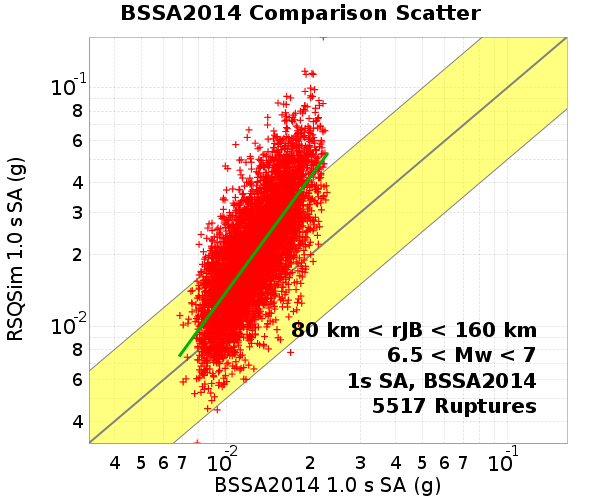 BSSA2014 Comparison Scatter
RSQSim 1.0 s SA (g)
10⁻¹
8
6
4
3
2
10⁻²
8
6
4
80 km < rJB < 160 km
6.5 < Mw < 7
1s SA, BSSA2014
5517 Ruptures
4 5 6 7 10⁻² 2 3 4 5 6 7 10⁻¹
BSSA2014 1.0 s SA (g)